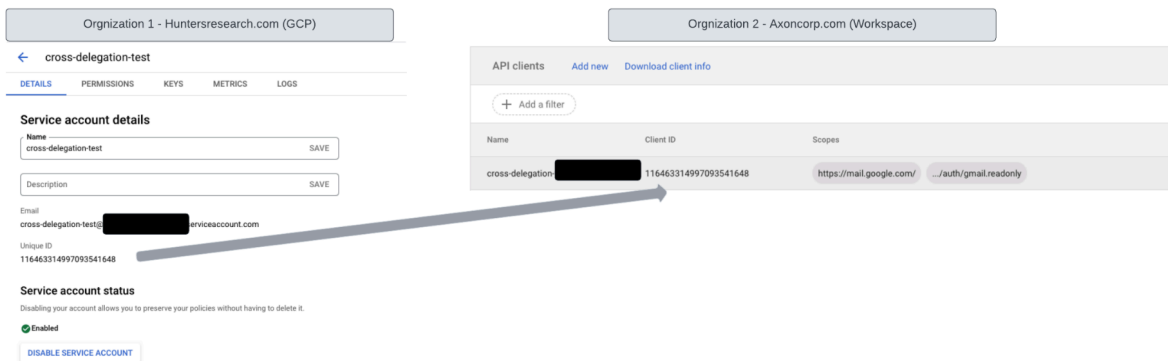 Orgnization 1 - Huntersresearch.com (GCP)
cross-delegation-test
DETAILS PERMISSIONS KEYS METRICS LOGS
Service account details
Name
cross-delegation-test SAVE
Description SAVE
Email
cross-delegation-test@ erviceaccount.com
Unique ID
116463314997093541648
Service account status
Disabling your account allows you to preserve your policies without having to delete it.
Enabled
DISABLE SERVICE ACCOUNT
Orgnization 2 - Axoncorp.com (Workspace)
API clients Add new Download client info
+ Add a filter
Name Client ID Scopes
cross-delegation- 116463314997093541648 https://mail.google.com/ .../auth/gmail.readonly